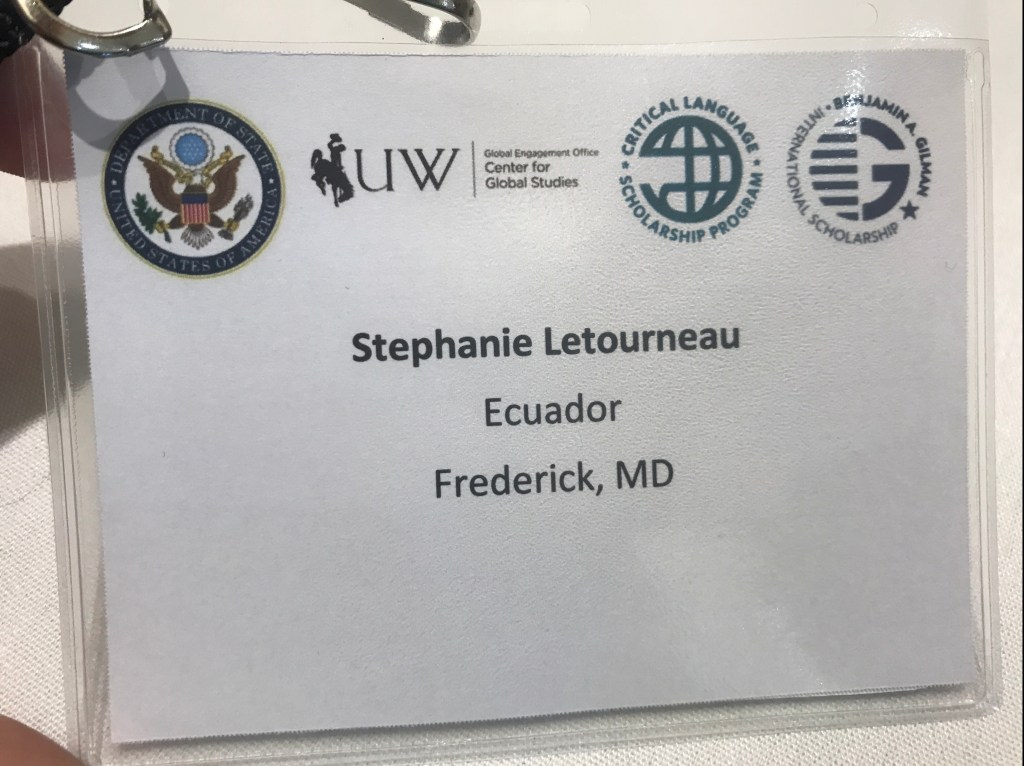 DEPARTMENT OF STATE
UNITED STATES OF AMERICA
UW
Global Engagement Office
Center for
Global Studies
CRITICAL LANGUAGE
SCHOLARSHIP PROGRAM
BENJAMIN A. GILMAN
INTERNATIONAL SCHOLARSHIP
G
Stephanie Letourneau
Ecuador
Frederick, MD